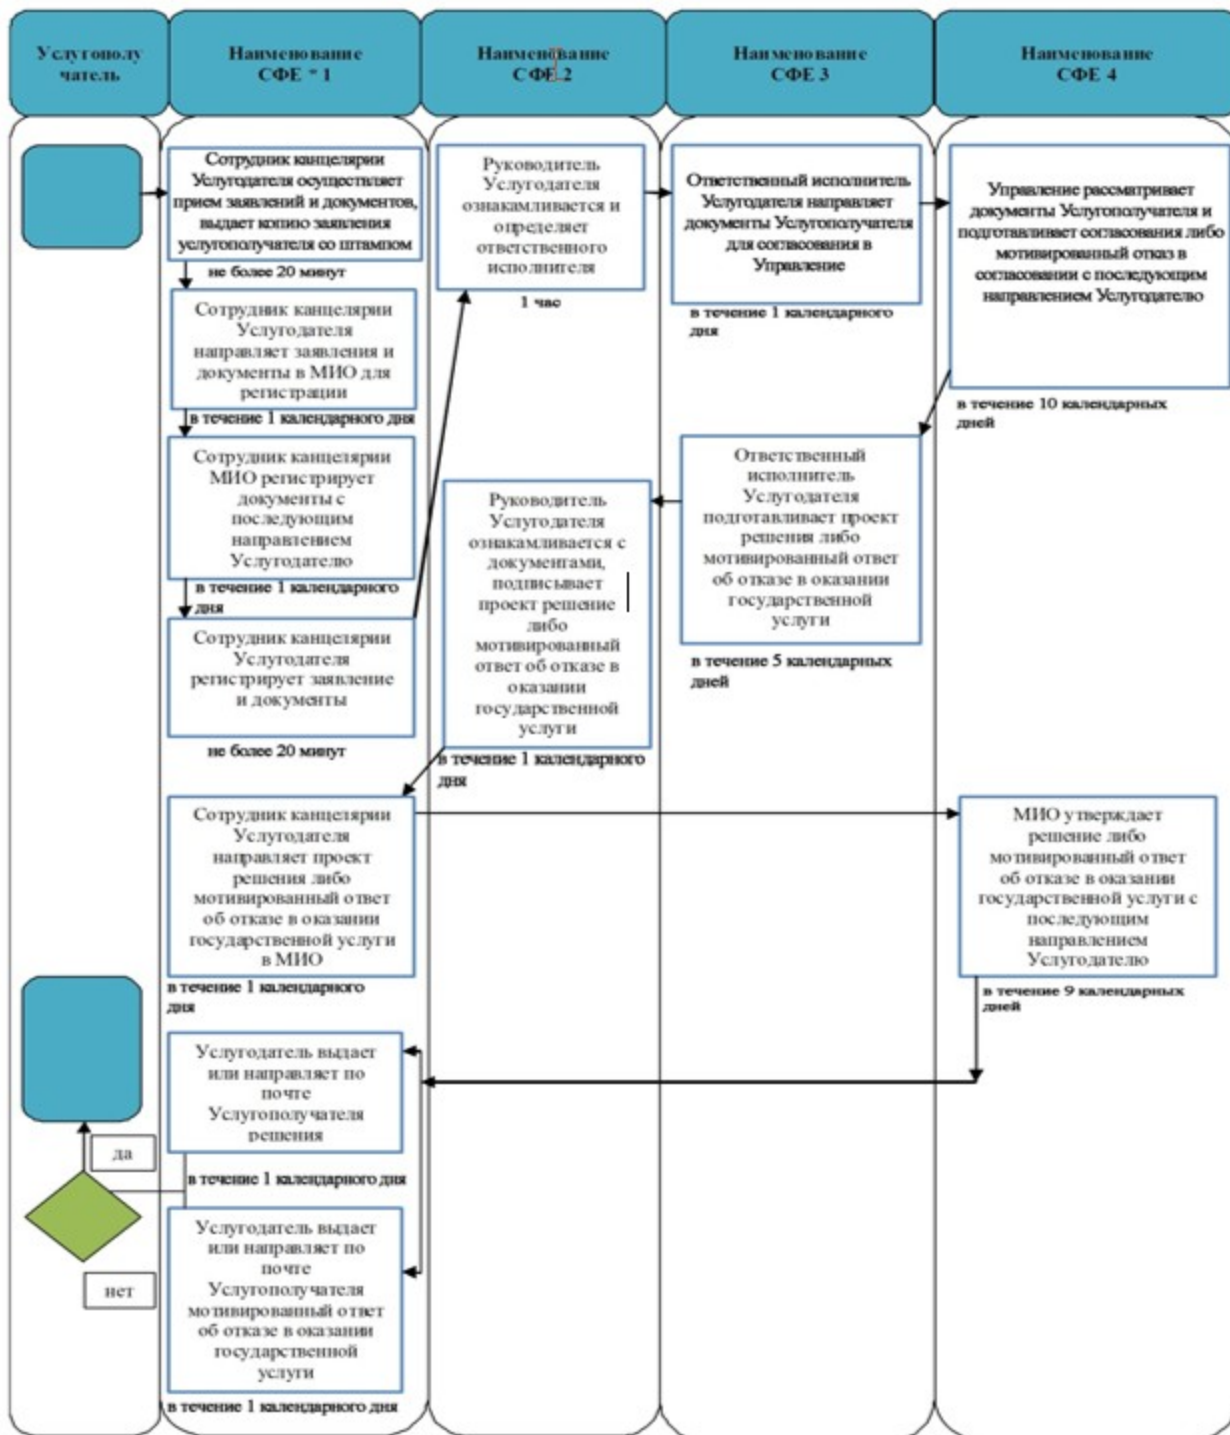 Услугополу
чатель
Наименование
СФЕ * 1
Наименование
СФЕ 2
Наименование
СФЕ 3
Наименование
СФЕ 4
Сотрудник канцелярии
Услугодателя осуществляет
прием заявлений и документов,
выдает копию заявления
услугополучателя со штампом
не более 20 минут
Сотрудник канцелярии
Услугодателя
направляет заявления и
документы в МИО для
регистрации
в течение 1 календарного дня
Сотрудник канцелярии
МИО регистрирует
документы с
последующим
направлением
Услугодателю
в течение 1 календарного
дня
Сотрудник канцелярии
Услугодателя
регистрирует заявление
и документы
не более 20 минут
Руководитель
Услугодателя
ознакамливается и
определяет
ответственного
исполнителя
1 час
Ответственный исполнитель
Услугодателя направляет
документы Услугополучателя
для согласования в
Управление
в течение 1 календарного
дня
Управление рассматривает
документы Услугополучателя и
подготавливает согласования либо
мотивированный отказ в
согласовании с последующим
направлением Услугодателю
в течение 10 календарных
дней
Ответственный
исполнитель
Услугодателя
подготавливает проект
решения либо
мотивированный ответ
об отказе в оказании
государственной
услуги
в течение 5 календарных
дней
Руководитель
Услугодателя
ознакамливается с
документами,
подписывает
проект решение
либо
мотивированный
ответ об отказе в
оказании
государственной
услуги
в течение 1 календарного
дня
Сотрудник канцелярии
Услугодателя
направляет проект
решения либо
мотивированный ответ
об отказе в оказании
государственной услуги
в МИО
в течение 1 календарного
дня
МИО утверждает
решение либо
мотивированный ответ
об отказе в оказании
государственной услуги с
последующим
направлением
Услугодателю
в течение 9 календарных
дней
Услугодатель выдает
или направляет по
почте
Услугополучателя
решения
в течение 1 календарного дня
да
нет
Услугодатель выдает
или направляет по
почте
Услугополучателя
мотивированный ответ
об отказе в оказании
государственной
услуги
в течение 1 календарного дня